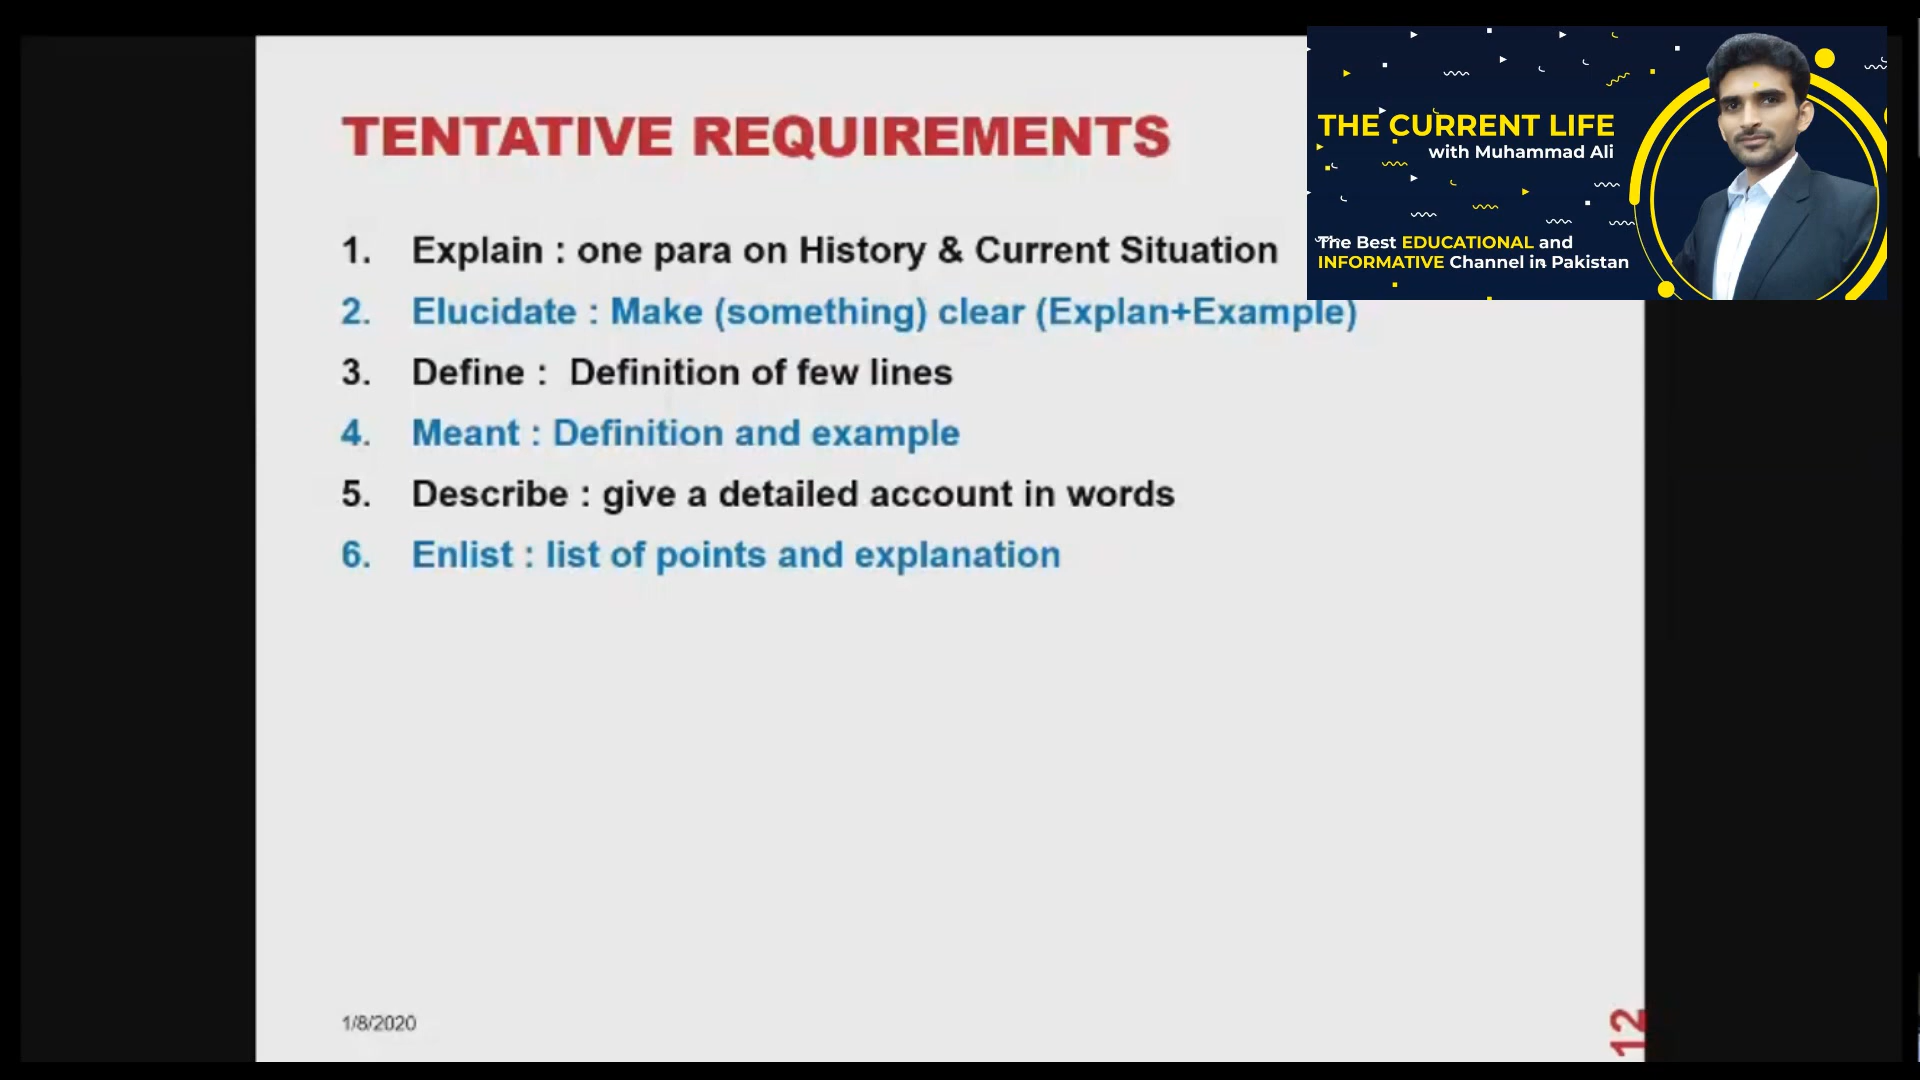 TENTATIVE REQUIREMENTS
1. Explain : one para on History & Current Situation
2. Elucidate : Make (something) clear (Explan+Example)
3. Define : Definition of few lines
4. Meant : Definition and example
5. Describe : give a detailed account in words
6. Enlist : list of points and explanation
1/8/2020
12
THE CURRENT LIFE
with Muhammad Ali
The Best EDUCATIONAL and
INFORMATIVE Channel in Pakistan